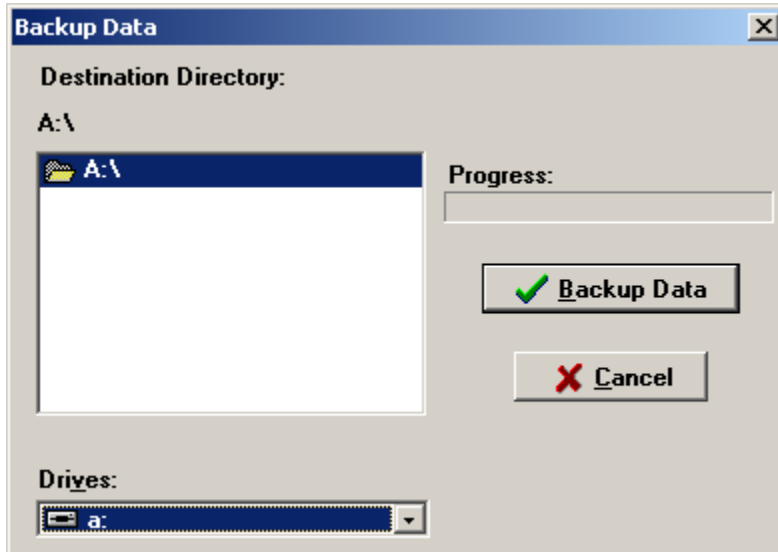 Backup Data
Destination Directory:
A:\
A:\
Progress:
Backup Data
Cancel
Drives:
a: